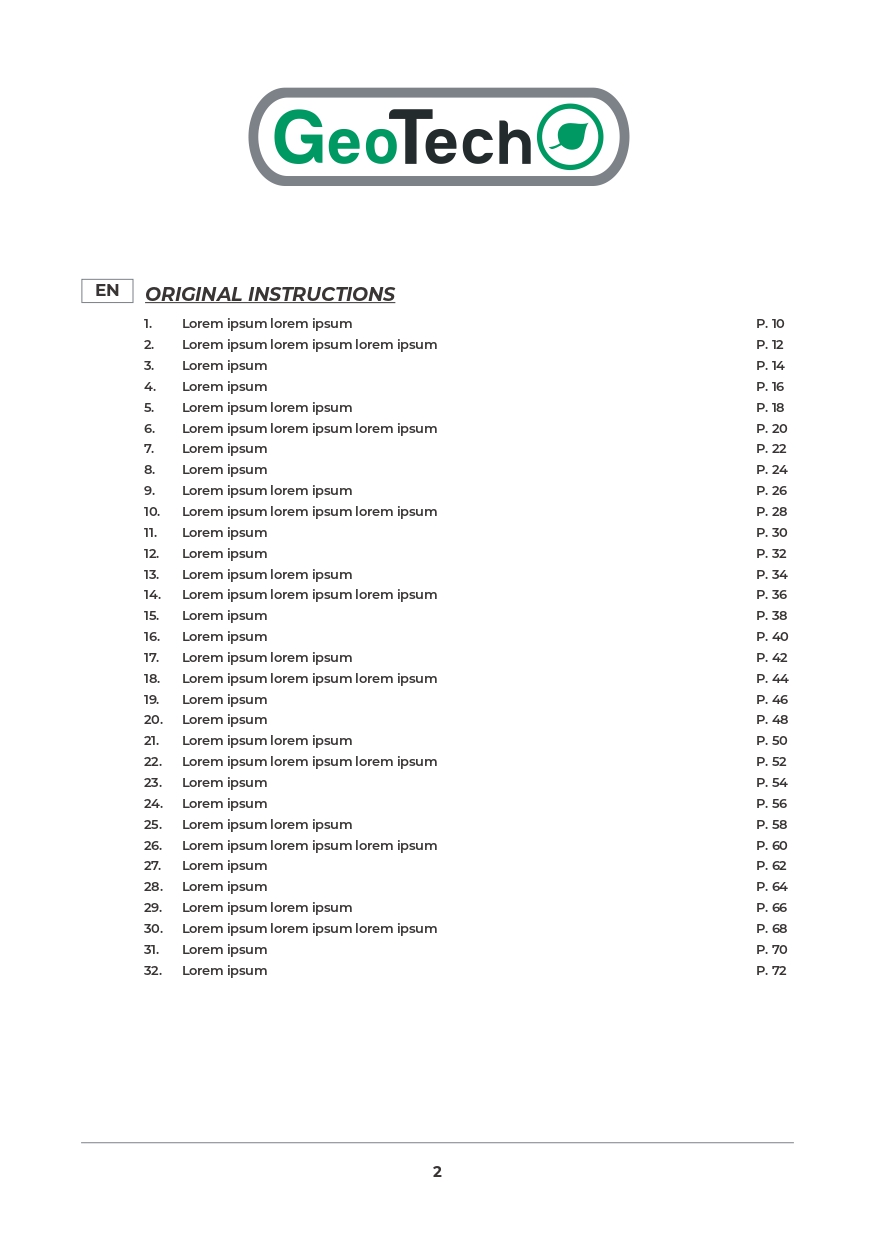 GeoTech
EN ORIGINAL INSTRUCTIONS
1. Lorem ipsum lorem ipsum P. 10
2. Lorem ipsum lorem ipsum lorem ipsum P. 12
3. Lorem ipsum P. 14
4. Lorem ipsum P. 16
5. Lorem ipsum lorem ipsum P. 18
6. Lorem ipsum lorem ipsum lorem ipsum P. 20
7. Lorem ipsum P. 22
8. Lorem ipsum P. 24
9. Lorem ipsum lorem ipsum P. 26
10. Lorem ipsum lorem ipsum lorem ipsum P. 28
11. Lorem ipsum P. 30
12. Lorem ipsum P. 32
13. Lorem ipsum lorem ipsum P. 34
14. Lorem ipsum lorem ipsum lorem ipsum P. 36
15. Lorem ipsum P. 38
16. Lorem ipsum P. 40
17. Lorem ipsum lorem ipsum P. 42
18. Lorem ipsum lorem ipsum lorem ipsum P. 44
19. Lorem ipsum P. 46
20. Lorem ipsum P. 48
21. Lorem ipsum lorem ipsum P. 50
22. Lorem ipsum lorem ipsum lorem ipsum P. 52
23. Lorem ipsum P. 54
24. Lorem ipsum P. 56
25. Lorem ipsum lorem ipsum P. 58
26. Lorem ipsum lorem ipsum lorem ipsum P. 60
27. Lorem ipsum P. 62
28. Lorem ipsum P. 64
29. Lorem ipsum lorem ipsum P. 66
30. Lorem ipsum lorem ipsum lorem ipsum P. 68
31. Lorem ipsum P. 70
32. Lorem ipsum P. 72
2